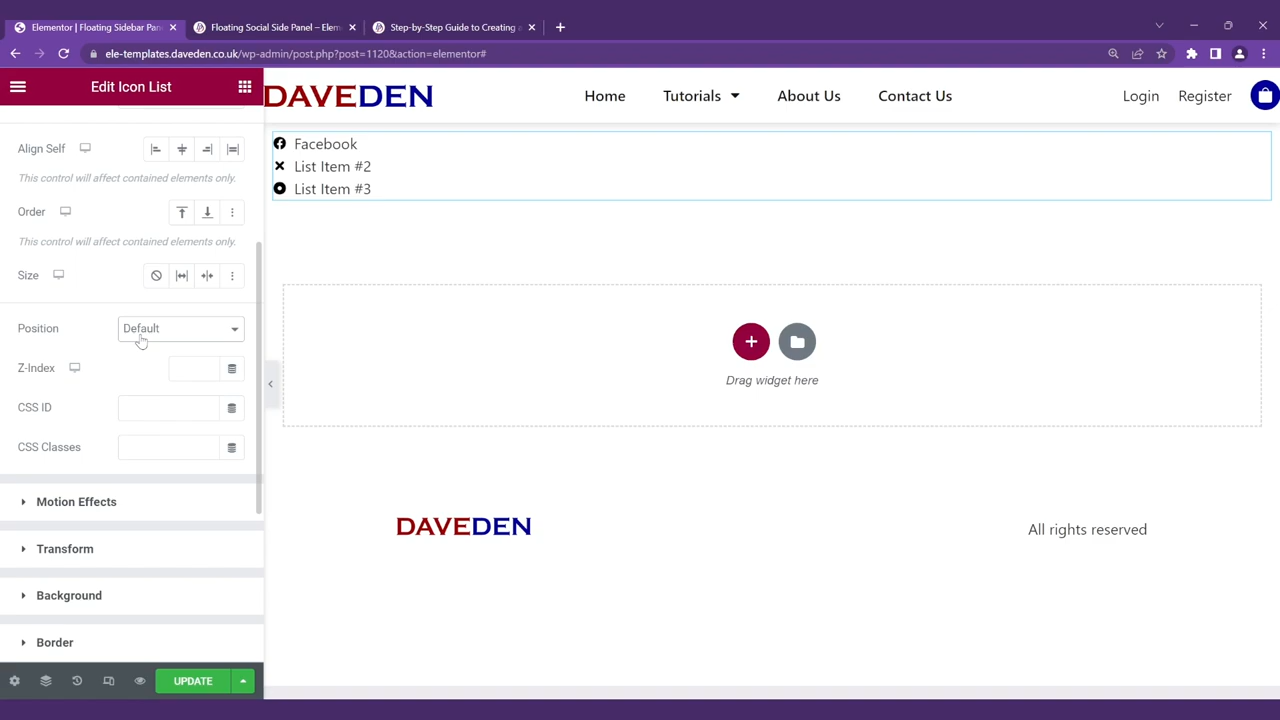 Elementor | Floating Sidebar Pan
Floating Social Side Panel – Elem
Step-by-Step Guide to Creating a
ele-templates.daveden.co.uk/wp-admin/post.php?post=1120&action=elementor#
Edit Icon List
DAVEDEN
Home
Tutorials
About Us
Contact Us
Login
Register
Align Self
This control will affect contained elements only.
Order
This control will affect contained elements only.
Size
Position
Default
Z-Index
CSS ID
CSS Classes
Motion Effects
Transform
Background
Border
UPDATE
Facebook
List Item #2
List Item #3
Drag widget here
DAVEDEN
All rights reserved